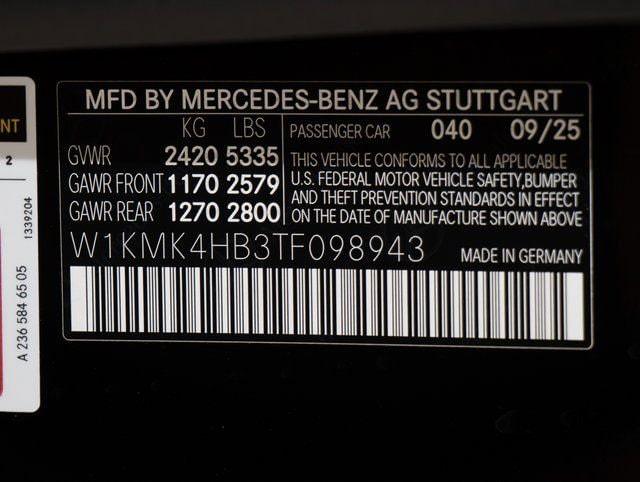 MFD BY MERCEDES-BENZ AG STUTTGART
KG LBS
GVWR 2420 5335
GAWR FRONT 1170 2579
GAWR REAR 1270 2800
PASSENGER CAR 040 09/25
THIS VEHICLE CONFORMS TO ALL APPLICABLE
U.S. FEDERAL MOTOR VEHICLE SAFETY,BUMPER
AND THEFT PREVENTION STANDARDS IN EFFECT
ON THE DATE OF MANUFACTURE SHOWN ABOVE
W1KMK4HB3TF098943 MADE IN GERMANY
NT
2
1339204
A 236 584 65 05